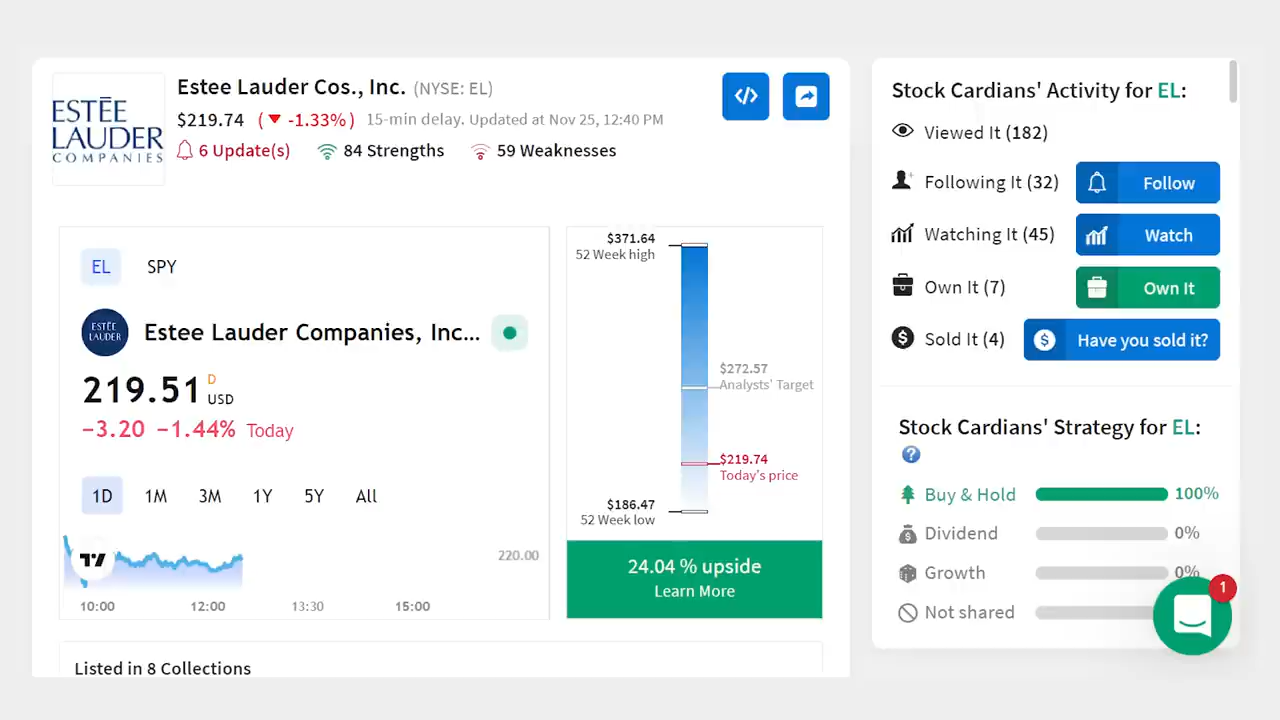 ESTĒE
LAUDER
COMPANIES
Estee Lauder Cos., Inc. (NYSE: EL)
$219.74 (▼ -1.33%) 15-min delay. Updated at Nov 25, 12:40 PM
6 Update(s) 84 Strengths 59 Weaknesses
EL SPY
ESTĒE
LAUDER
Estee Lauder Companies, Inc...
219.51 D USD
−3.20 −1.44% Today
1D 1M 3M 1Y 5Y All
220.00
10:00 12:00 13:30 15:00
$371.64
52 Week high
$272.57
Analysts' Target
$219.74
Today's price
$186.47
52 Week low
24.04 % upside
Learn More
Listed in 8 Collections
Stock Cardians' Activity for EL:
Viewed It (182)
Following It (32) Follow
Watching It (45) Watch
Own It (7) Own It
Sold It (4) Have you sold it?
Stock Cardians' Strategy for EL:
?
Buy & Hold 100%
Dividend 0%
Growth 0%
Not shared
1